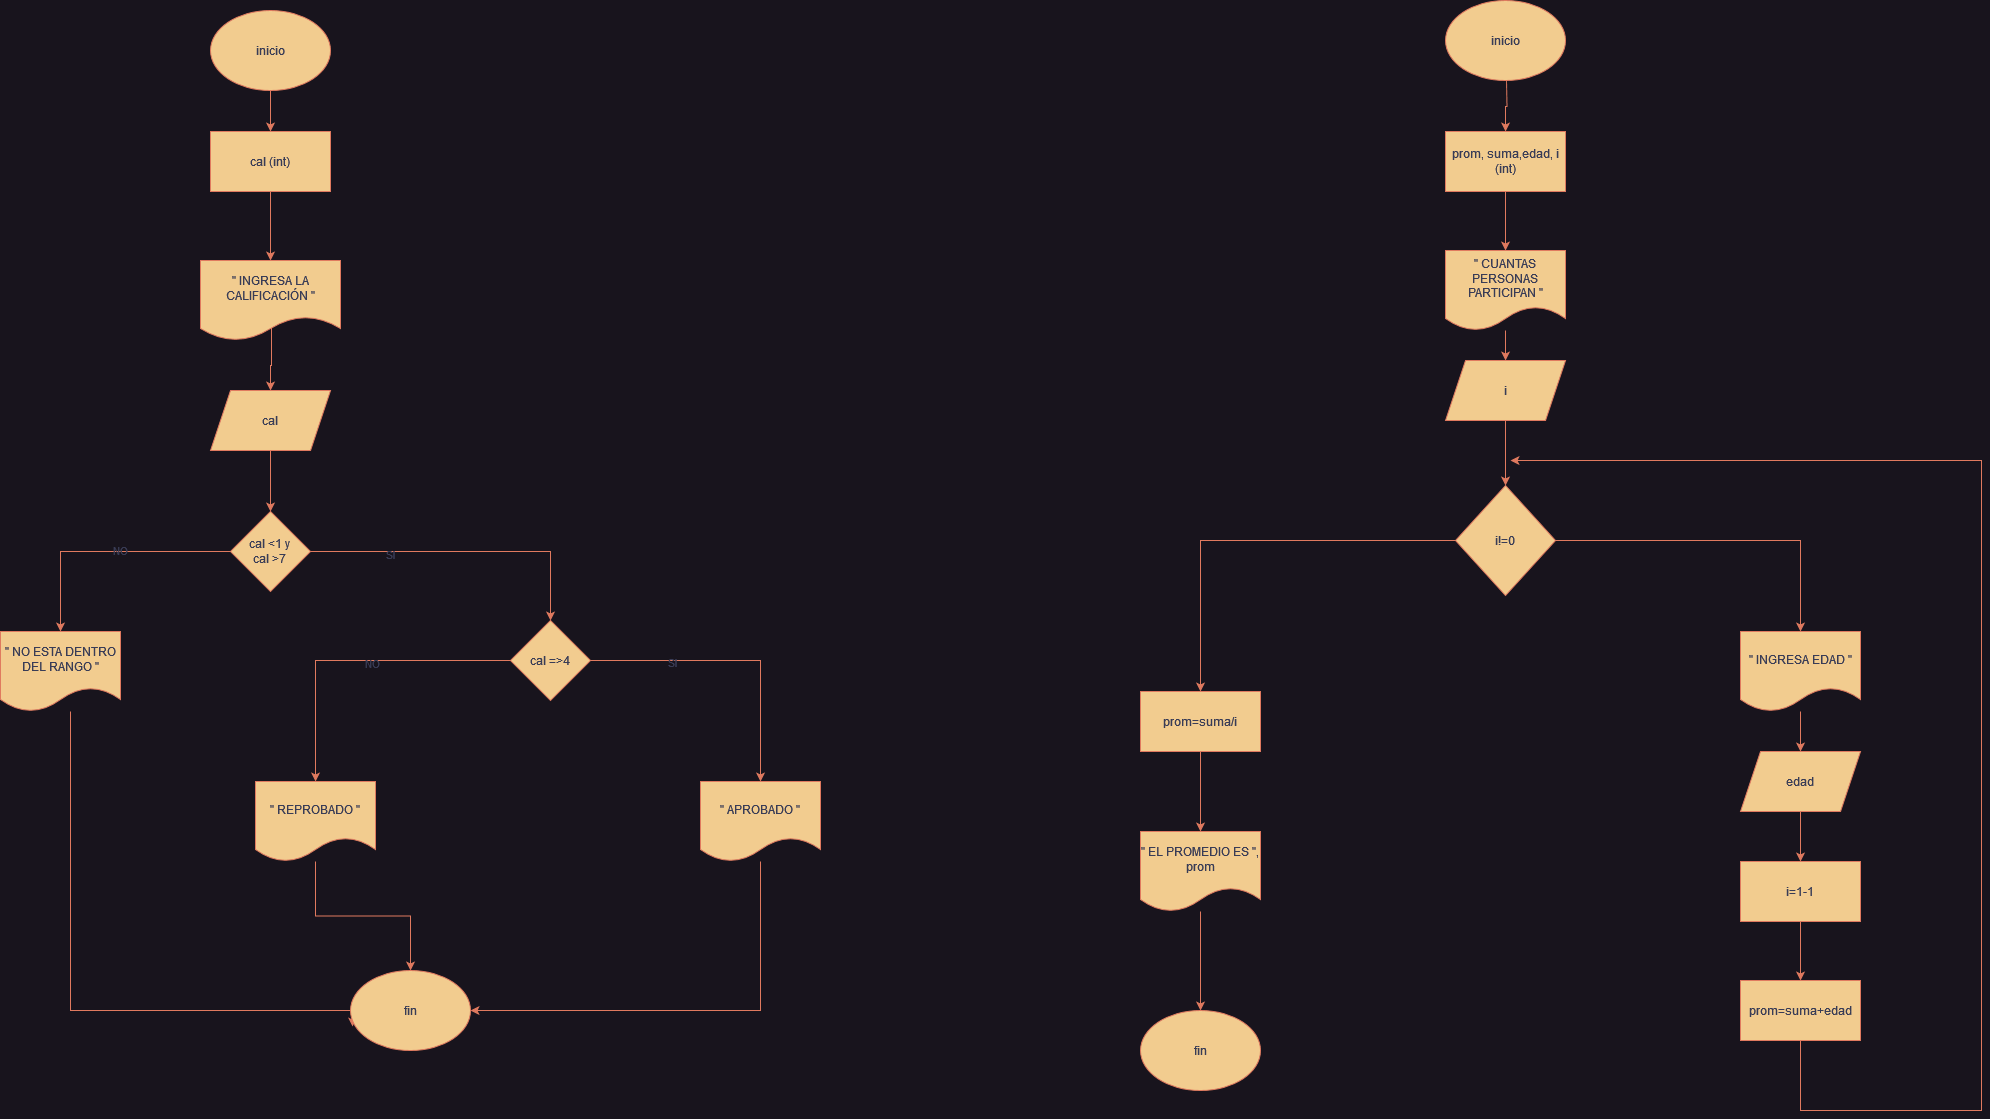 inicio
cal (int)
" INGRESA LA
CALIFICACIÓN "
cal
cal <1 y
cal >7
NO
SI
" NO ESTA DENTRO
DEL RANGO "
cal =>4
NO
SI
" REPROBADO "
" APROBADO "
fin
inicio
prom, suma,edad, i
(int)
" CUANTAS
PERSONAS
PARTICIPAN "
i
i!=0
prom=suma/i
" EL PROMEDIO ES ",
prom
fin
" INGRESA EDAD "
edad
i=1-1
prom=suma+edad